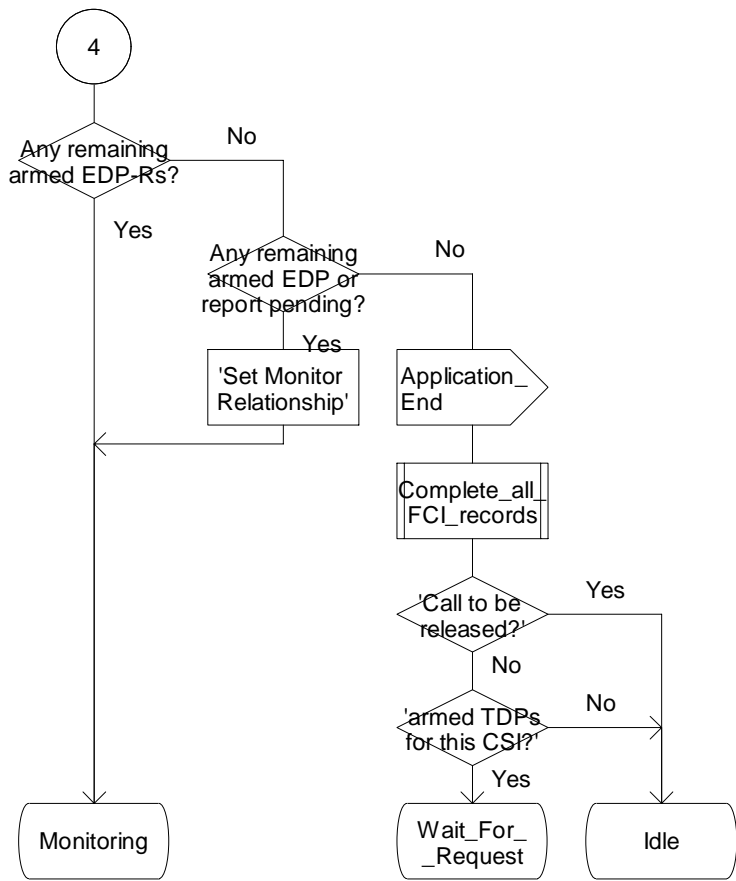 4
Any remaining
armed EDP-Rs?
No
Yes
Any remaining
armed EDP or
report pending?
No
Yes
'Set Monitor
Relationship'
Application_
End
Complete_all_
FCI_records
'Call to be
released?'
Yes
No
'armed TDPs
for this CSI?'
No
Yes
Monitoring
Wait_For_
_Request
Idle